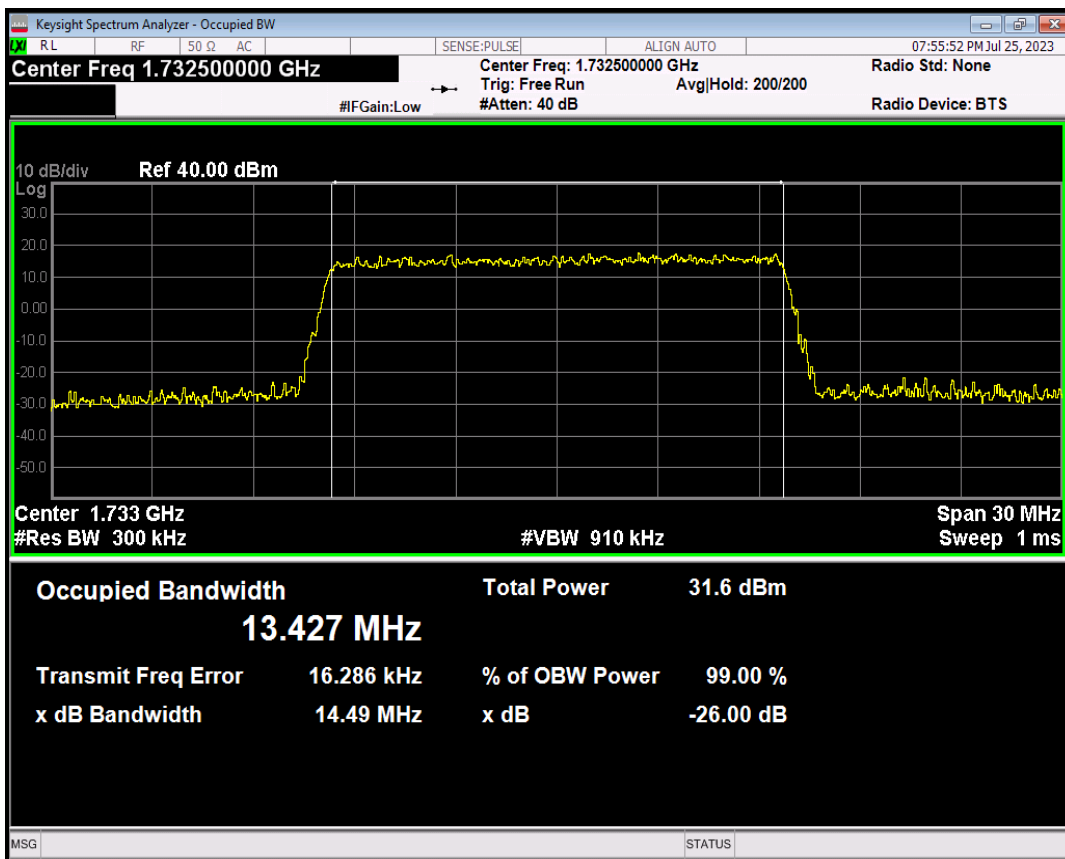 Keysight Spectrum Analyzer - Occupied BW
LXI RL RF 50 Ω AC SENSE:PULSE ALIGN AUTO 07:55:52 PM Jul 25, 2023
Center Freq 1.732500000 GHz Center Freq: 1.732500000 GHz Radio Std: None
Trig: Free Run Avg|Hold: 200/200
#IFGain:Low #Atten: 40 dB Radio Device: BTS
10 dB/div Ref 40.00 dBm
Log
30.0
20.0
10.0
0.00
-10.0
-20.0
-30.0
-40.0
-50.0
Center 1.733 GHz Span 30 MHz
#Res BW 300 kHz #VBW 910 kHz Sweep 1 ms
Occupied Bandwidth Total Power 31.6 dBm
13.427 MHz
Transmit Freq Error 16.286 kHz % of OBW Power 99.00 %
x dB Bandwidth 14.49 MHz x dB -26.00 dB
MSG STATUS